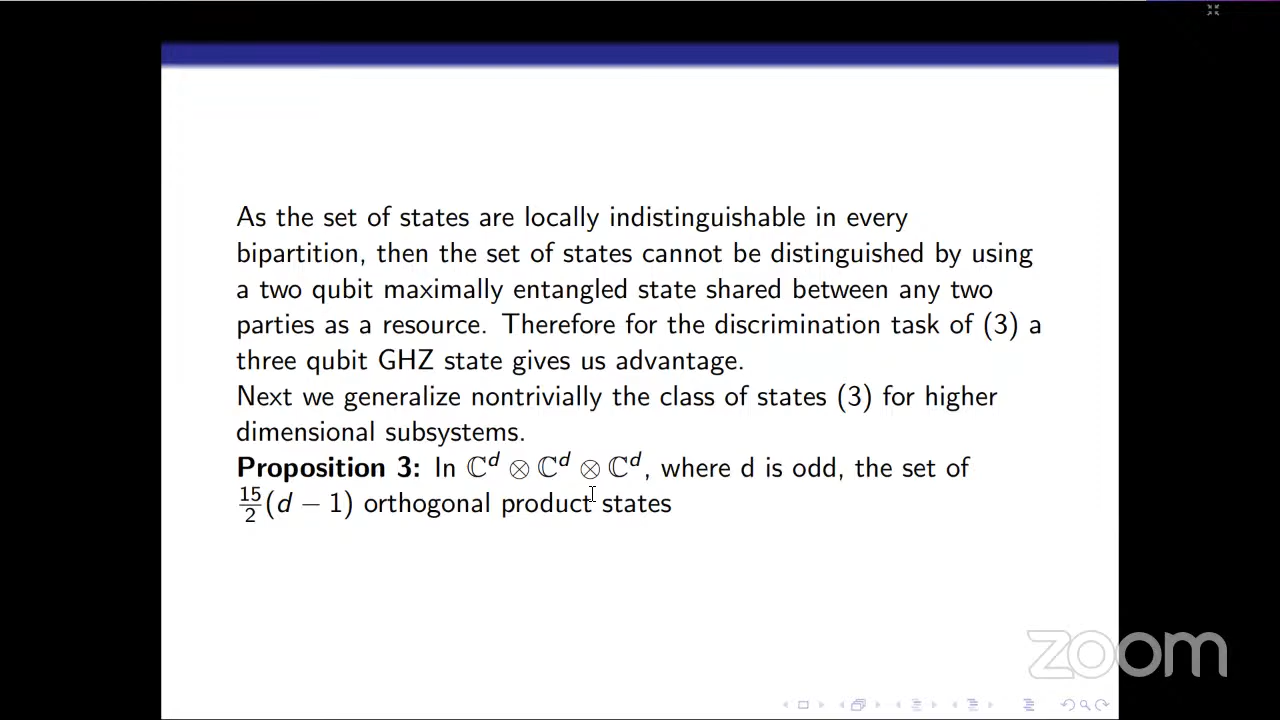 As the set of states are locally indistinguishable in every
bipartition, then the set of states cannot be distinguished by using
a two qubit maximally entangled state shared between any two
parties as a resource. Therefore for the discrimination task of (3) a
three qubit GHZ state gives us advantage.
Next we generalize nontrivially the class of states (3) for higher
dimensional subsystems.
Proposition 3: In ℂ^d ⊗ ℂ^d ⊗ ℂ^d, where d is odd, the set of
15/2(d − 1) orthogonal product states
zoom